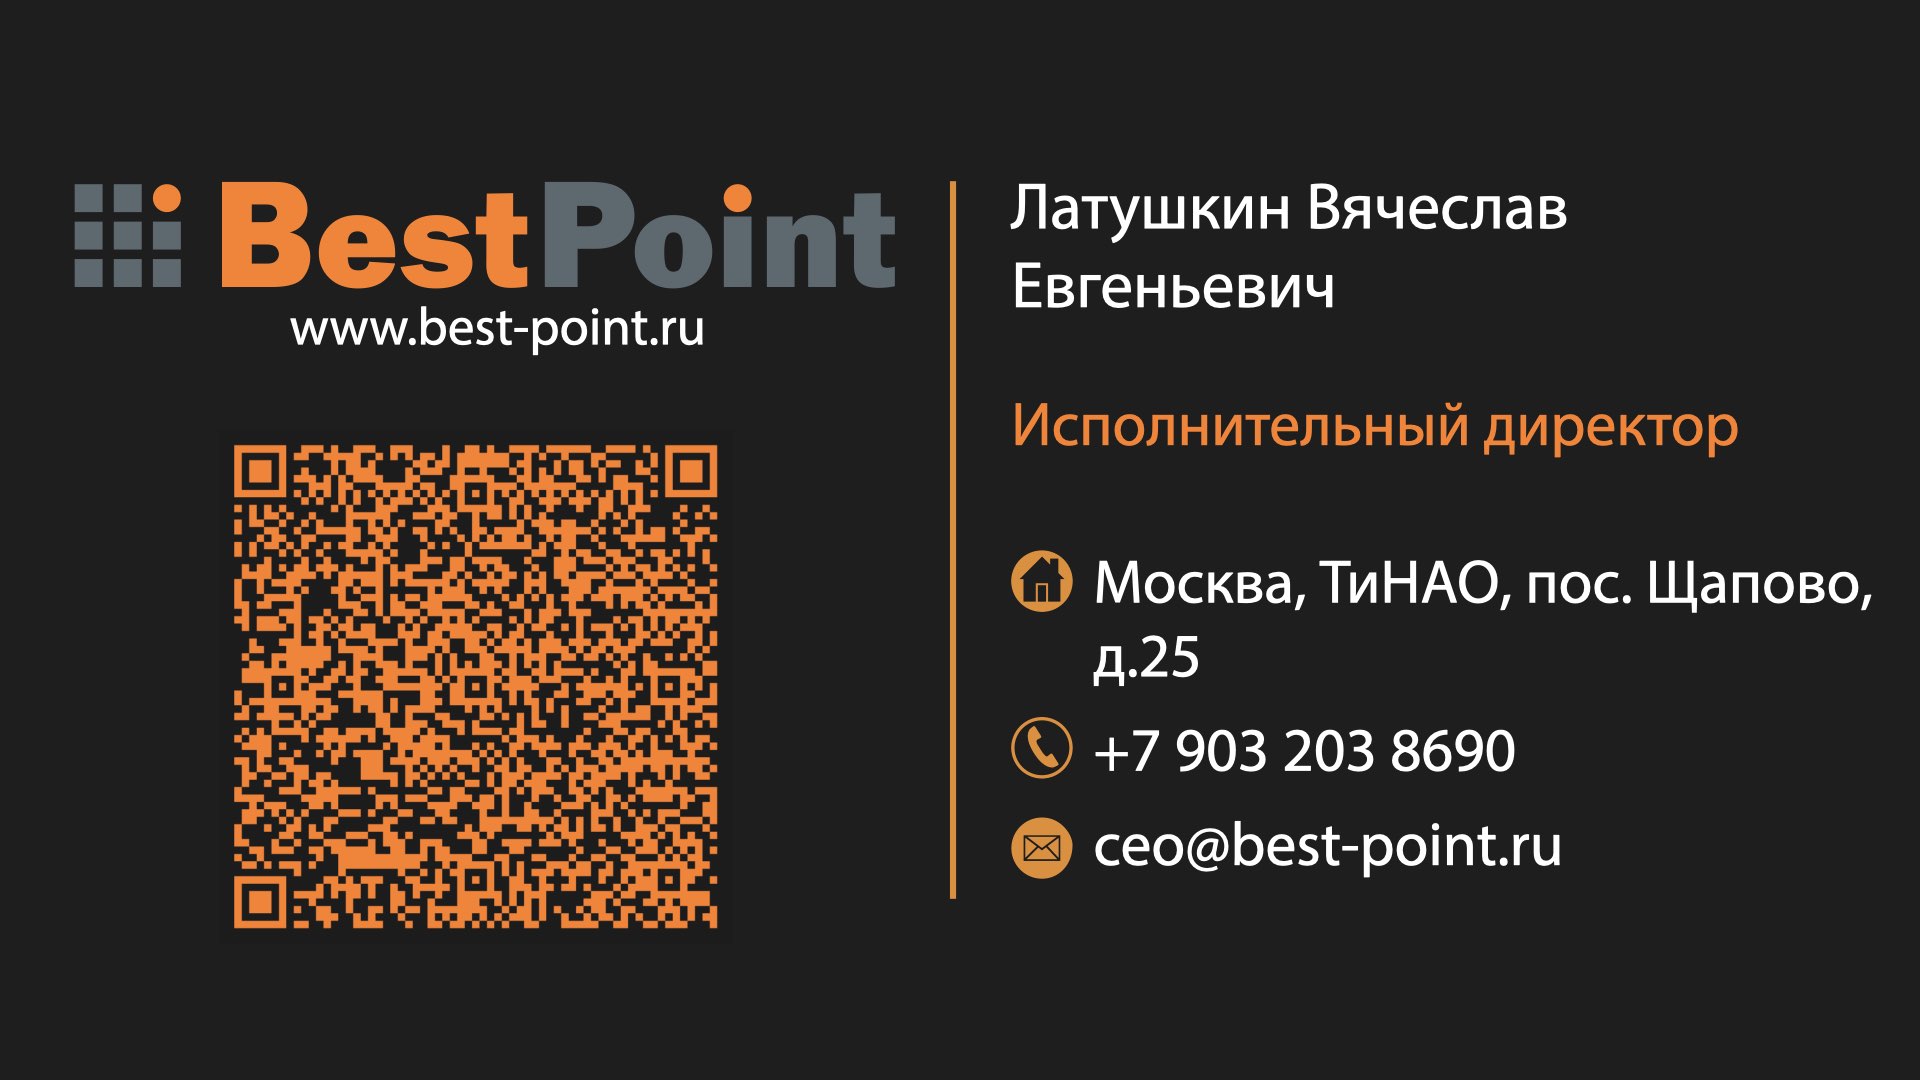 BestPoint
www.best-point.ru
Латушкин Вячеслав
Евгеньевич
Исполнительный директор
Москва, ТиНАО, пос. Щапово,
д.25
+7 903 203 8690
ceo@best-point.ru